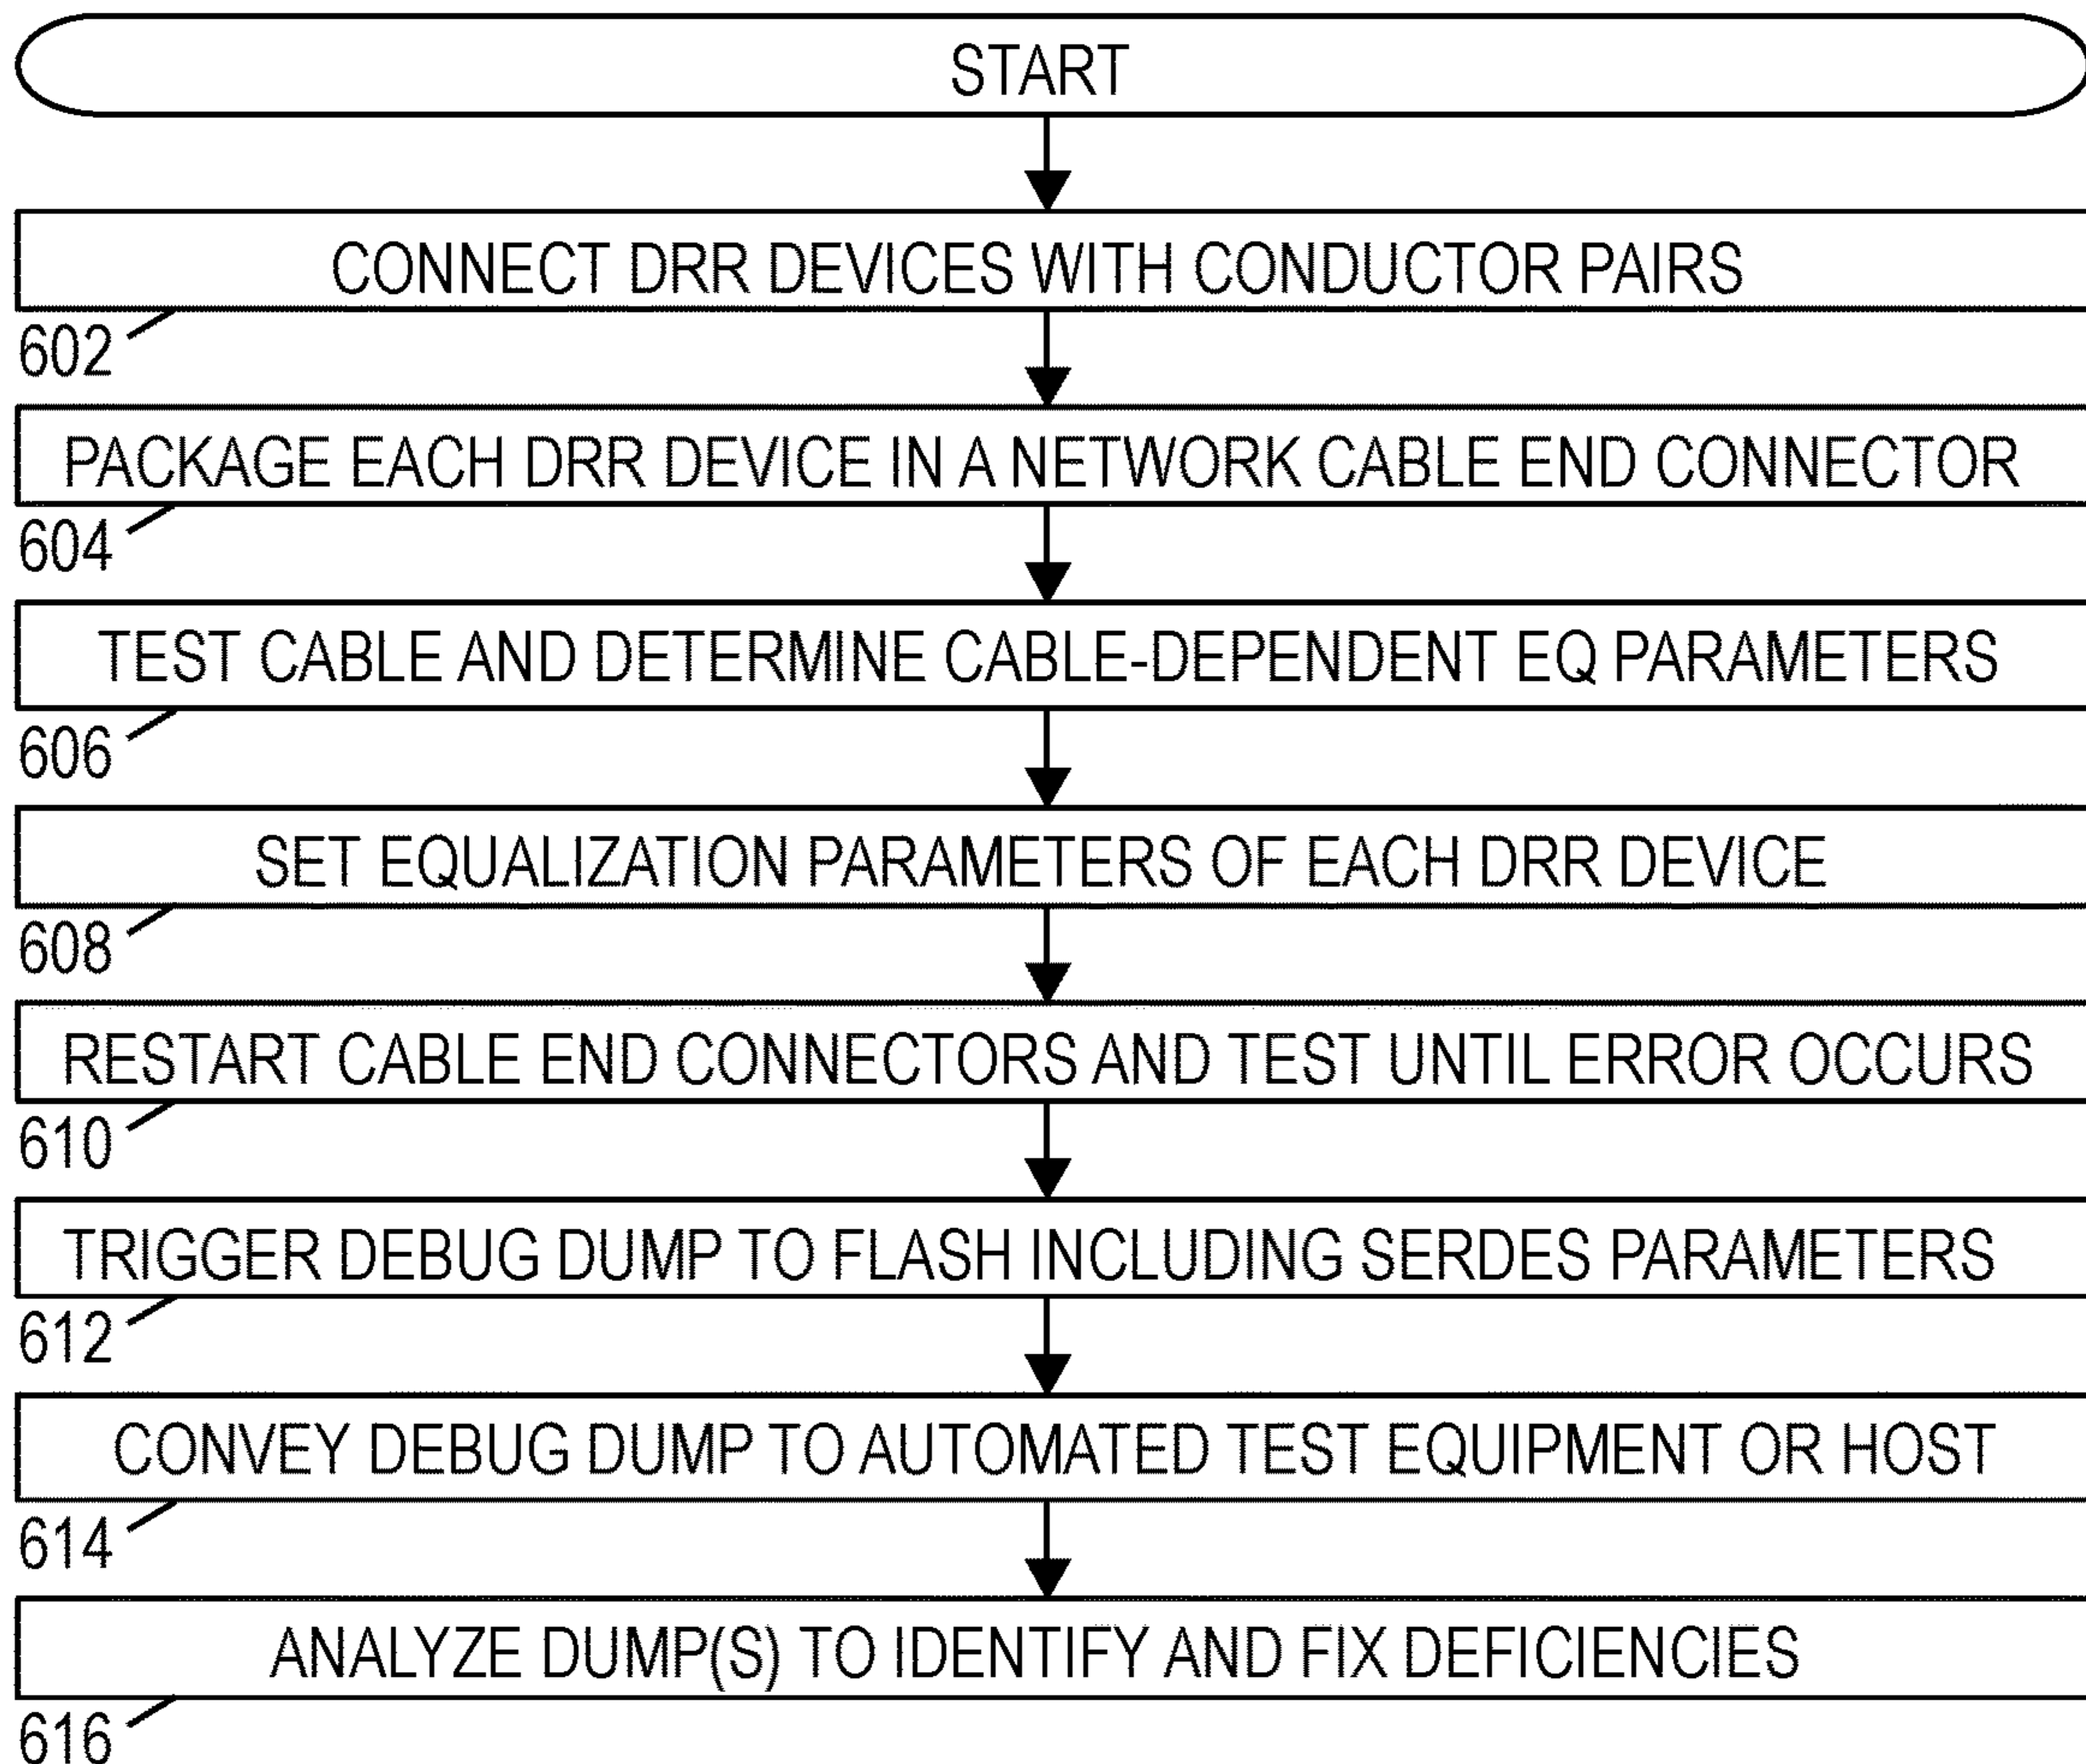 START
CONNECT DRR DEVICES WITH CONDUCTOR PAIRS
602
PACKAGE EACH DRR DEVICE IN A NETWORK CABLE END CONNECTOR
604
TEST CABLE AND DETERMINE CABLE-DEPENDENT EQ PARAMETERS
606
SET EQUALIZATION PARAMETERS OF EACH DRR DEVICE
608
RESTART CABLE END CONNECTORS AND TEST UNTIL ERROR OCCURS
610
TRIGGER DEBUG DUMP TO FLASH INCLUDING SERDES PARAMETERS
612
CONVEY DEBUG DUMP TO AUTOMATED TEST EQUIPMENT OR HOST
614
ANALYZE DUMP(S) TO IDENTIFY AND FIX DEFICIENCIES
616